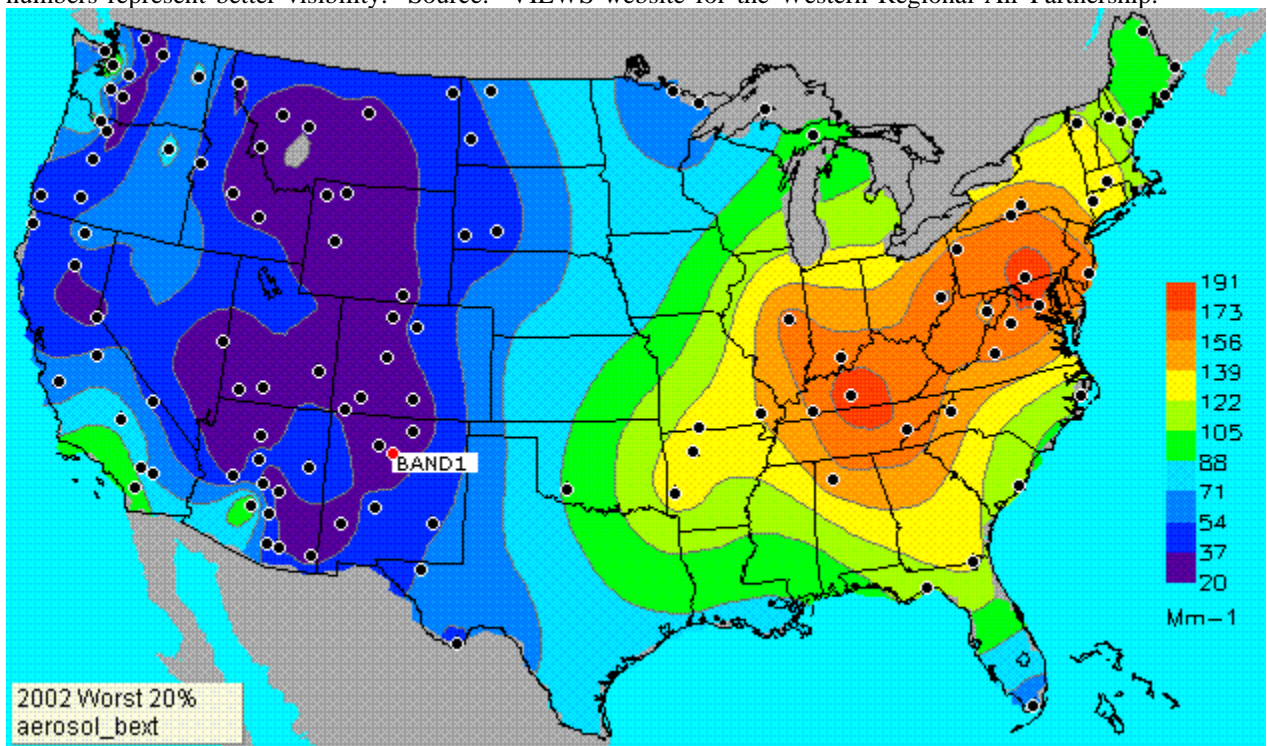 numbers represent better visibility. Source: VIEWS website for the Western Regional Air Partnership.
BAND1
191
173
156
139
122
105
88
71
54
37
20
Mm-1
2002 Worst 20%
aerosol_bext